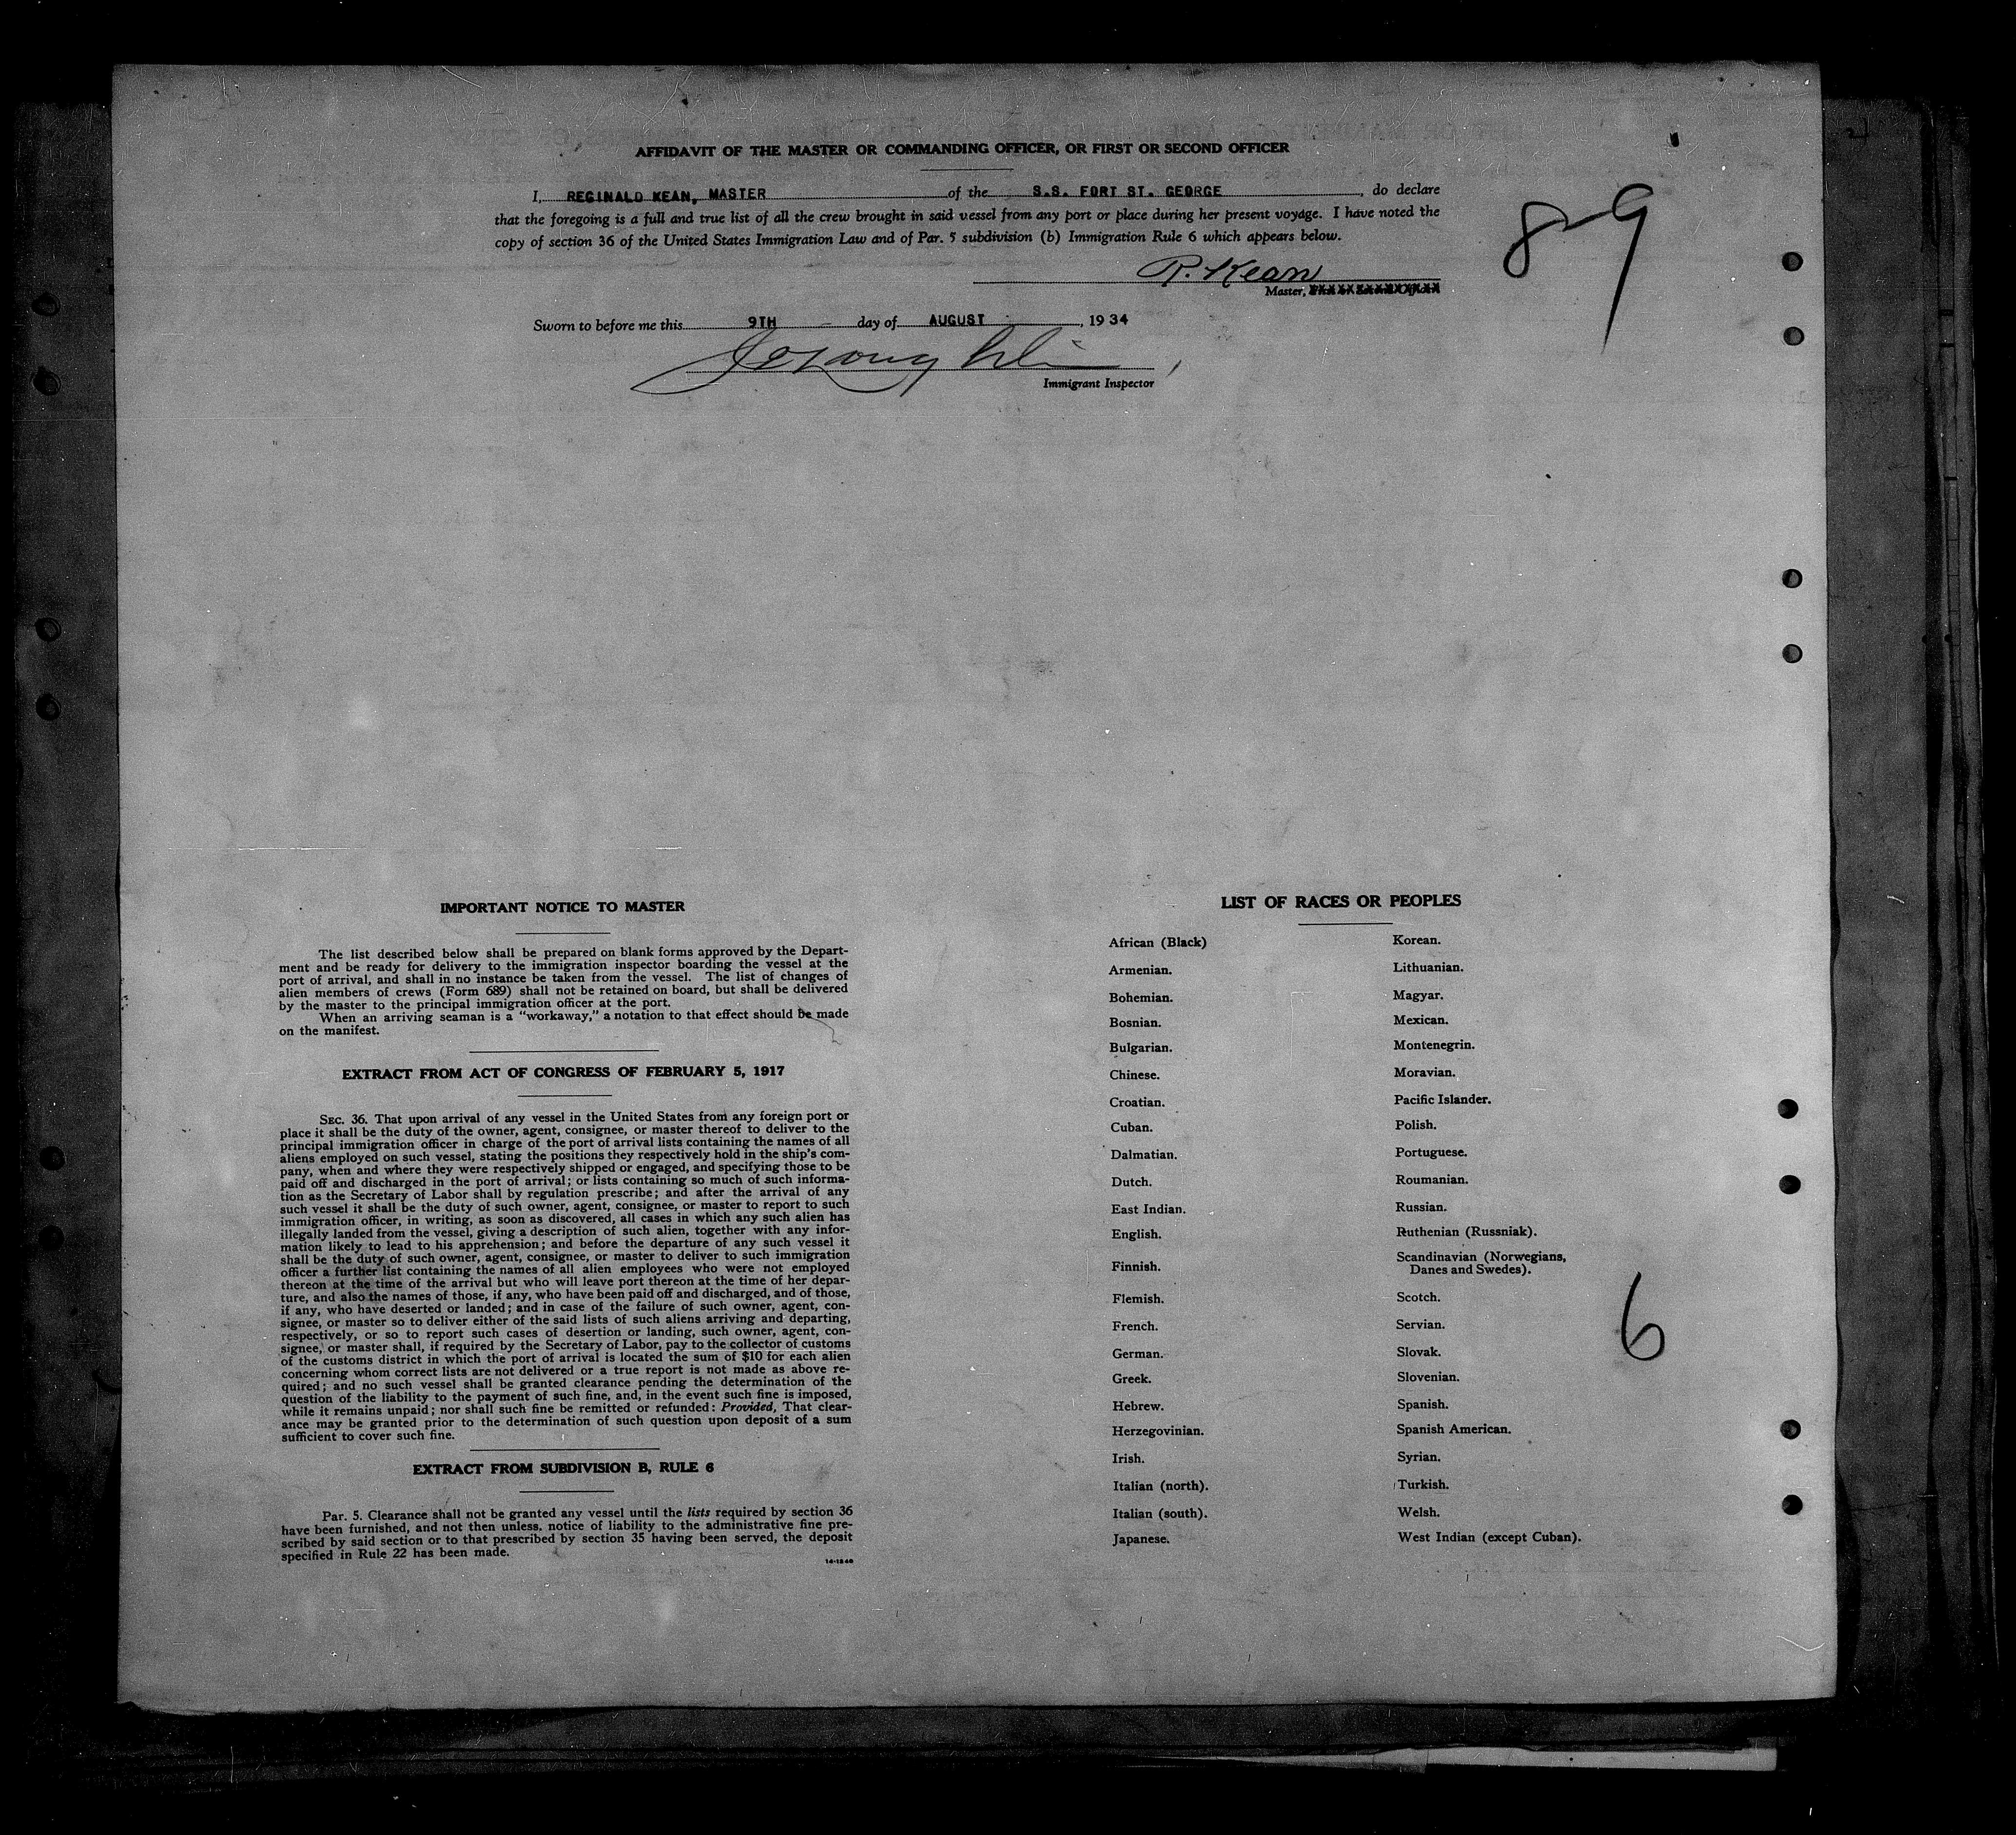 AFFIDAVIT OF THE MASTER OR COMMANDING OFFICER, OR FIRST OR SECOND OFFICER
I, REGINALD KEAN, MASTER of the S.S. FORT ST. GEORGE, do declare
that the foregoing is a full and true list of all the crew brought in said vessel from any port or place during her present voyage. I have noted the
copy of section 36 of the United States Immigration Law and of Par. 5 subdivision (b) Immigration Rule 6 which appears below.
8-9
R. Kean
Master,
Sworn to before me this 9TH day of AUGUST, 1934
Immigrant Inspector
IMPORTANT NOTICE TO MASTER
The list described below shall be prepared on blank forms approved by the Depart-
ment and be ready for delivery to the immigration inspector boarding the vessel at the
port of arrival, and shall in no instance be taken from the vessel. The list of changes of
alien members of crews (Form 689) shall not be retained on board, but shall be delivered
by the master to the principal immigration officer at the port.
When an arriving seaman is a "workaway," a notation to that effect should be made
on the manifest.
EXTRACT FROM ACT OF CONGRESS OF FEBRUARY 5, 1917
SEC. 36. That upon arrival of any vessel in the United States from any foreign port or
place it shall be the duty of the owner, agent, consignee, or master thereof to deliver to the
principal immigration officer in charge of the port of arrival lists containing the names of all
aliens employed on such vessel, stating the positions they respectively hold in the ship's com-
pany, when and where they were respectively shipped or engaged, and specifying those to be
paid off and discharged in the port of arrival; or lists containing so much of such informa-
tion as the Secretary of Labor shall by regulation prescribe; and after the arrival of any
such vessel it shall be the duty of such owner, agent, consignee, or master to report to such
immigration officer, in writing, as soon as discovered, all cases in which any such alien has
illegally landed from the vessel, giving a description of such alien, together with any infor-
mation likely to lead to his apprehension; and before the departure of any such vessel it
shall be the duty of such owner, agent, consignee, or master to deliver to such immigration
officer a further list containing the names of all alien employees who were not employed
thereon at the time of the arrival but who will leave port thereon at the time of her depar-
ture, and also the names of those, if any, who have been paid off and discharged, and of those,
if any, who have deserted or landed; and in case of the failure of such owner, agent, con-
signee, or master so to deliver either of the said lists of such aliens arriving and departing,
respectively, or so to report such cases of desertion or landing, such owner, agent, con-
signee, or master shall, if required by the Secretary of Labor, pay to the collector of customs
of the customs district in which the port of arrival is located the sum of $10 for each alien
concerning whom correct lists are not delivered or a true report is not made as above re-
quired; and no such vessel shall be granted clearance pending the determination of the
question of the liability to the payment of such fine, and, in the event such fine is imposed,
while it remains unpaid; nor shall such fine be remitted or refunded: Provided, That clear-
ance may be granted prior to the determination of such question upon deposit of a sum
sufficient to cover such fine.
EXTRACT FROM SUBDIVISION B, RULE 6
Par. 5. Clearance shall not be granted any vessel until the lists required by section 36
have been furnished, and not then unless, notice of liability to the administrative fine pre-
scribed by said section or to that prescribed by section 35 having been served, the deposit
specified in Rule 22 has been made.
14-1240
LIST OF RACES OR PEOPLES
African (Black)
Armenian.
Bohemian.
Bosnian.
Bulgarian.
Chinese.
Croatian.
Cuban.
Dalmatian.
Dutch.
East Indian.
English.
Finnish.
Flemish.
French.
German.
Greek.
Hebrew.
Herzegovinian.
Irish.
Italian (north).
Italian (south).
Japanese.
Korean.
Lithuanian.
Magyar.
Mexican.
Montenegrin.
Moravian.
Pacific Islander.
Polish.
Portuguese.
Roumanian.
Russian.
Ruthenian (Russniak).
Scandinavian (Norwegians,
Danes and Swedes).
Scotch.
Servian.
Slovak.
Slovenian.
Spanish.
Spanish American.
Syrian.
Turkish.
Welsh.
West Indian (except Cuban).
6